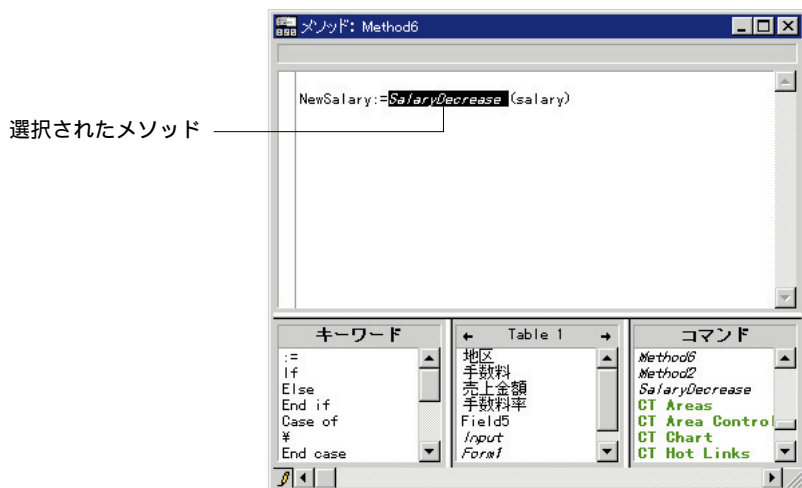 メソッド: Method6
NewSalary:=SalaryDecrease (salary)
選択されたメソッド
キーワード
:=
If
Else
End if
Case of
¥
End case
← Table 1 →
地区
手数料
売上金額
手数料率
Field5
Input
Form1
コマンド
Method6
Method2
SalaryDecrease
CT Areas
CT Area Control
CT Chart
CT Hot Links